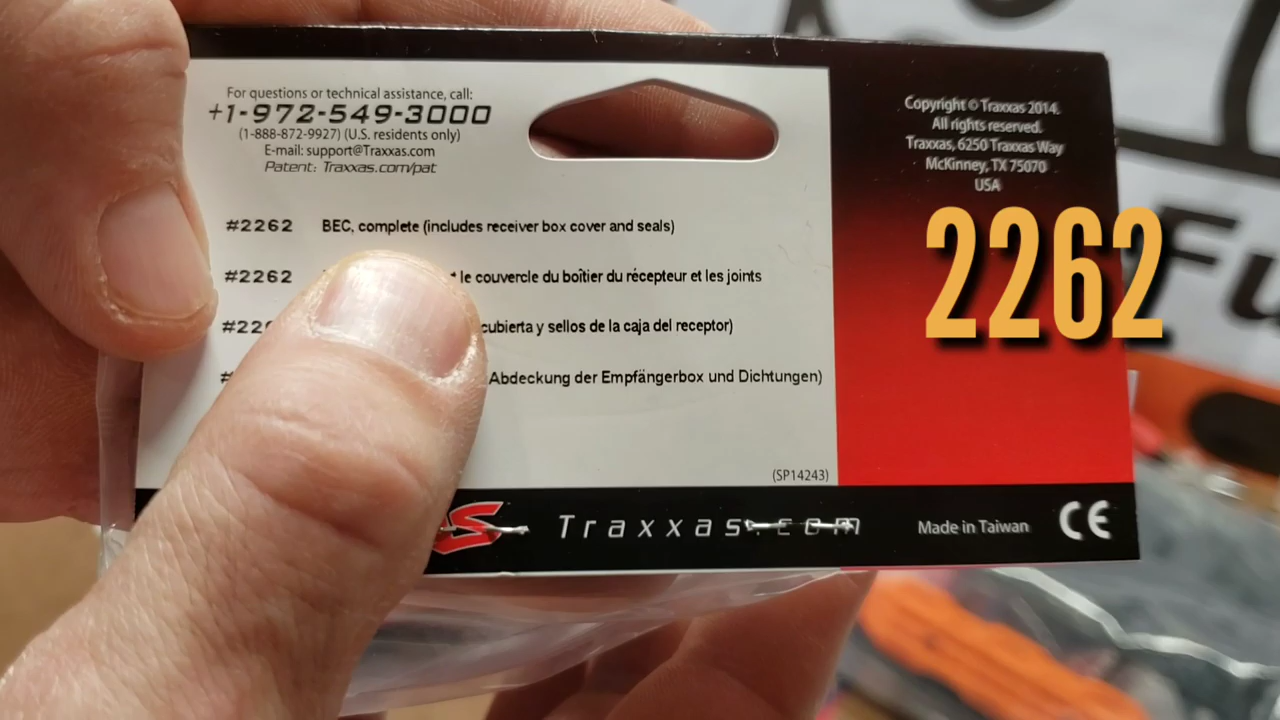 For questions or technical assistance, call:
+1-972-549-3000
(1-888-872-9927) (U.S. residents only)
E-mail: support@Traxxas.com
Patent: Traxxas.com/pat
#2262 BEC, complete (includes receiver box cover and seals)
#2262 le couvercle du boîtier du récepteur et les joints
cubierta y sellos de la caja del receptor)
Abdeckung der Empfängerbox und Dichtungen)
(SP14243)
Copyright © Traxxas 2014.
All rights reserved.
Traxxas, 6250 Traxxas Way
McKinney, TX 75070
USA
2262
Traxxas.com
Made in Taiwan
CE
Fu